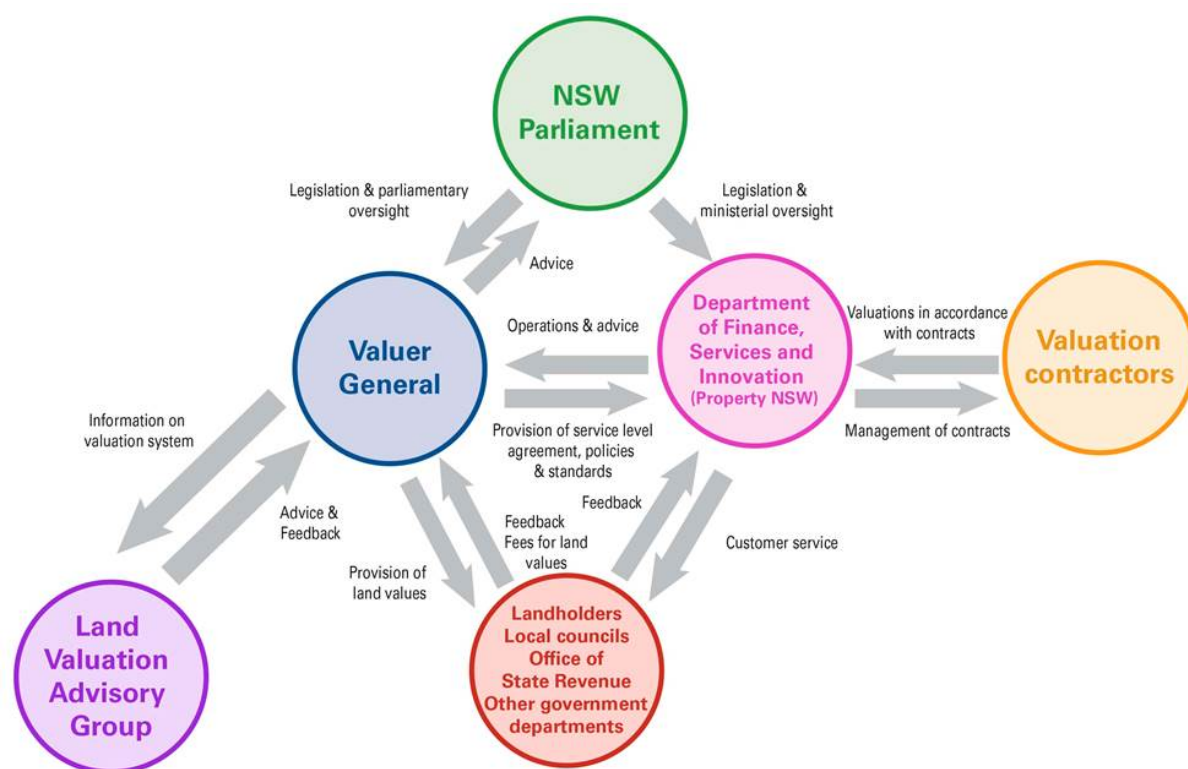 NSW
Parliament
Legislation & parliamentary
oversight
Legislation &
ministerial oversight
Advice
Valuer
General
Operations & advice
Department
of Finance,
Services and
Innovation
(Property NSW)
Valuations in accordance
with contracts
Valuation
contractors
Information on
valuation system
Provision of service level
agreement, policies
& standards
Management of contracts
Advice &
Feedback
Feedback
Feedback
Fees for land
values
Customer service
Provision of
land values
Land
Valuation
Advisory
Group
Landholders
Local councils
Office of
State Revenue
Other government
departments